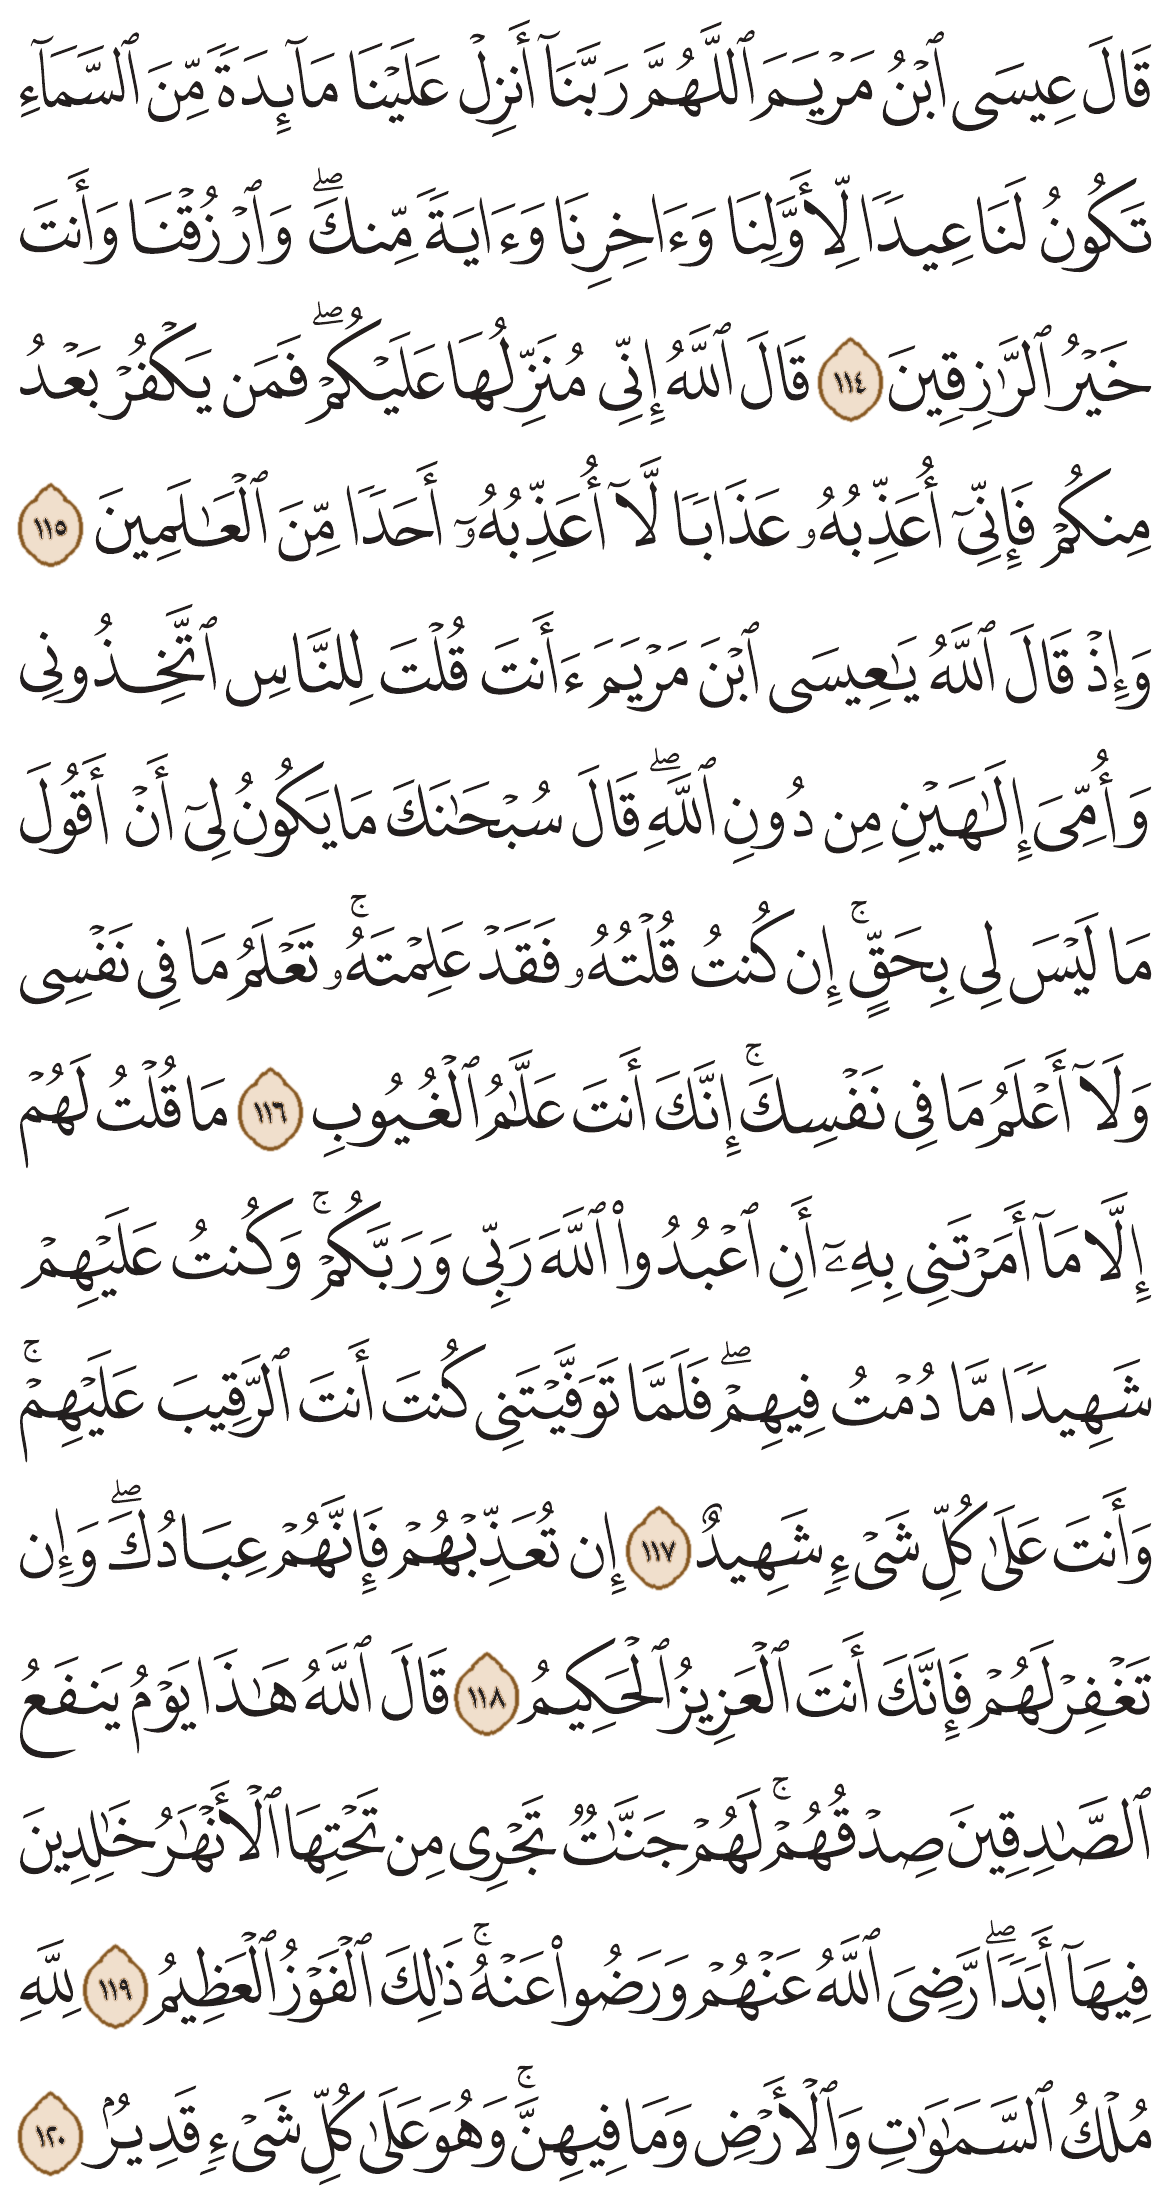 قَالَ عِيسَى ٱبْنُ مَرْيَمَ ٱللَّهُمَّ رَبَّنَآ أَنزِلْ عَلَيْنَا مَآئِدَةً مِّنَ ٱلسَّمَآءِ
تَكُونُ لَنَا عِيدًا لِّأَوَّلِنَا وَءَاخِرِنَا وَءَايَةً مِّنكَ ۖ وَٱرْزُقْنَا وَأَنتَ
خَيْرُ ٱلرَّٰزِقِينَ ١١٤ قَالَ ٱللَّهُ إِنِّى مُنَزِّلُهَا عَلَيْكُمْ ۖ فَمَن يَكْفُرْ بَعْدُ
مِنكُمْ فَإِنِّىٓ أُعَذِّبُهُۥ عَذَابًا لَّآ أُعَذِّبُهُۥٓ أَحَدًا مِّنَ ٱلْعَٰلَمِينَ ١١٥
وَإِذْ قَالَ ٱللَّهُ يَٰعِيسَى ٱبْنَ مَرْيَمَ ءَأَنتَ قُلْتَ لِلنَّاسِ ٱتَّخِذُونِى
وَأُمِّىَ إِلَٰهَيْنِ مِن دُونِ ٱللَّهِ ۖ قَالَ سُبْحَٰنَكَ مَا يَكُونُ لِىٓ أَنْ أَقُولَ
مَا لَيْسَ لِى بِحَقٍّ ۚ إِن كُنتُ قُلْتُهُۥ فَقَدْ عَلِمْتَهُۥ ۚ تَعْلَمُ مَا فِى نَفْسِى
وَلَآ أَعْلَمُ مَا فِى نَفْسِكَ ۚ إِنَّكَ أَنتَ عَلَّٰمُ ٱلْغُيُوبِ ١١٦ مَا قُلْتُ لَهُمْ
إِلَّا مَآ أَمَرْتَنِى بِهِۦٓ أَنِ ٱعْبُدُوا۟ ٱللَّهَ رَبِّى وَرَبَّكُمْ ۚ وَكُنتُ عَلَيْهِمْ
شَهِيدًا مَّا دُمْتُ فِيهِمْ ۖ فَلَمَّا تَوَفَّيْتَنِى كُنتَ أَنتَ ٱلرَّقِيبَ عَلَيْهِمْ ۚ
وَأَنتَ عَلَىٰ كُلِّ شَىْءٍ شَهِيدٌ ١١٧ إِن تُعَذِّبْهُمْ فَإِنَّهُمْ عِبَادُكَ ۖ وَإِن
تَغْفِرْ لَهُمْ فَإِنَّكَ أَنتَ ٱلْعَزِيزُ ٱلْحَكِيمُ ١١٨ قَالَ ٱللَّهُ هَٰذَا يَوْمُ يَنفَعُ
ٱلصَّٰدِقِينَ صِدْقُهُمْ ۚ لَهُمْ جَنَّٰتٌ تَجْرِى مِن تَحْتِهَا ٱلْأَنْهَٰرُ خَٰلِدِينَ
فِيهَآ أَبَدًا ۖ رَّضِىَ ٱللَّهُ عَنْهُمْ وَرَضُوا۟ عَنْهُ ۚ ذَٰلِكَ ٱلْفَوْزُ ٱلْعَظِيمُ ١١٩ لِلَّهِ
مُلْكُ ٱلسَّمَٰوَٰتِ وَٱلْأَرْضِ وَمَا فِيهِنَّ ۚ وَهُوَ عَلَىٰ كُلِّ شَىْءٍ قَدِيرٌۢ ١٢٠